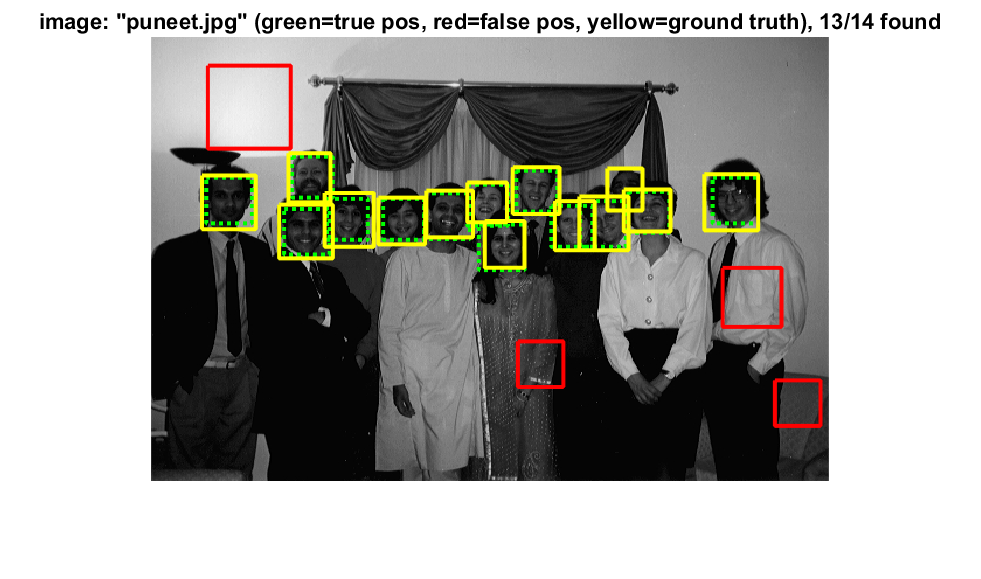 image: "puneet.jpg" (green=true pos, red=false pos, yellow=ground truth), 13/14 found